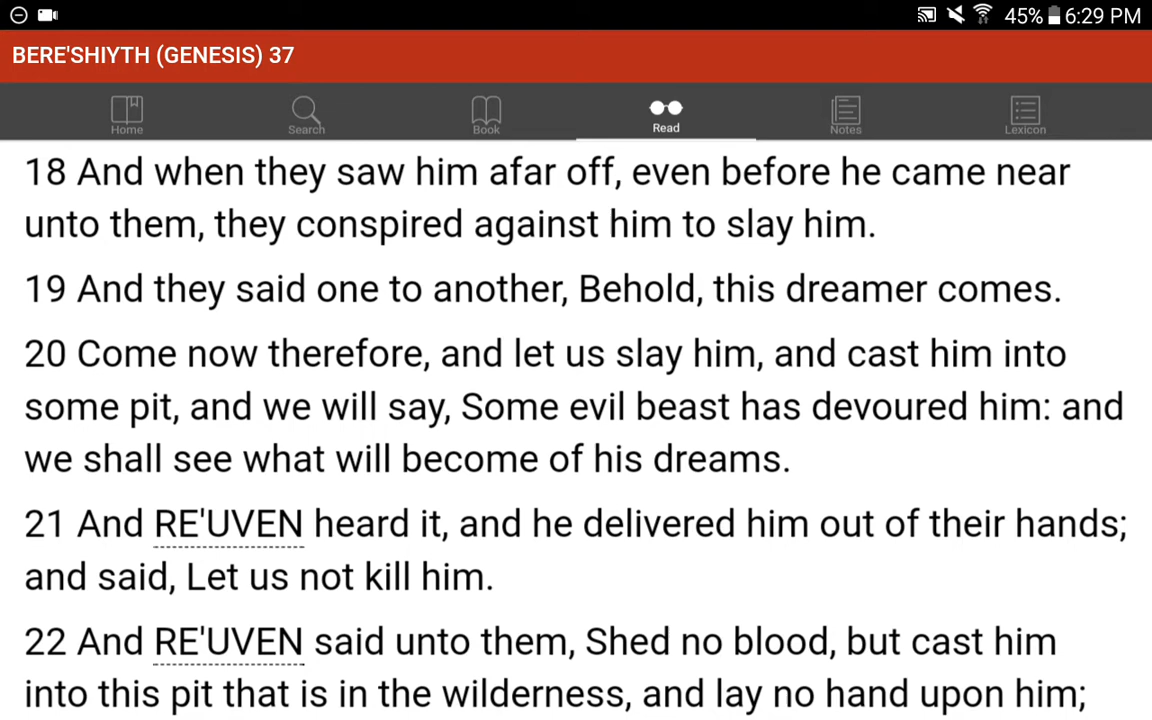 45% 6:29 PM
BERE'SHIYTH (GENESIS) 37
Home Search Book Read Notes Lexicon
18 And when they saw him afar off, even before he came near
unto them, they conspired against him to slay him.
19 And they said one to another, Behold, this dreamer comes.
20 Come now therefore, and let us slay him, and cast him into
some pit, and we will say, Some evil beast has devoured him: and
we shall see what will become of his dreams.
21 And RE'UVEN heard it, and he delivered him out of their hands;
and said, Let us not kill him.
22 And RE'UVEN said unto them, Shed no blood, but cast him
into this pit that is in the wilderness, and lay no hand upon him;